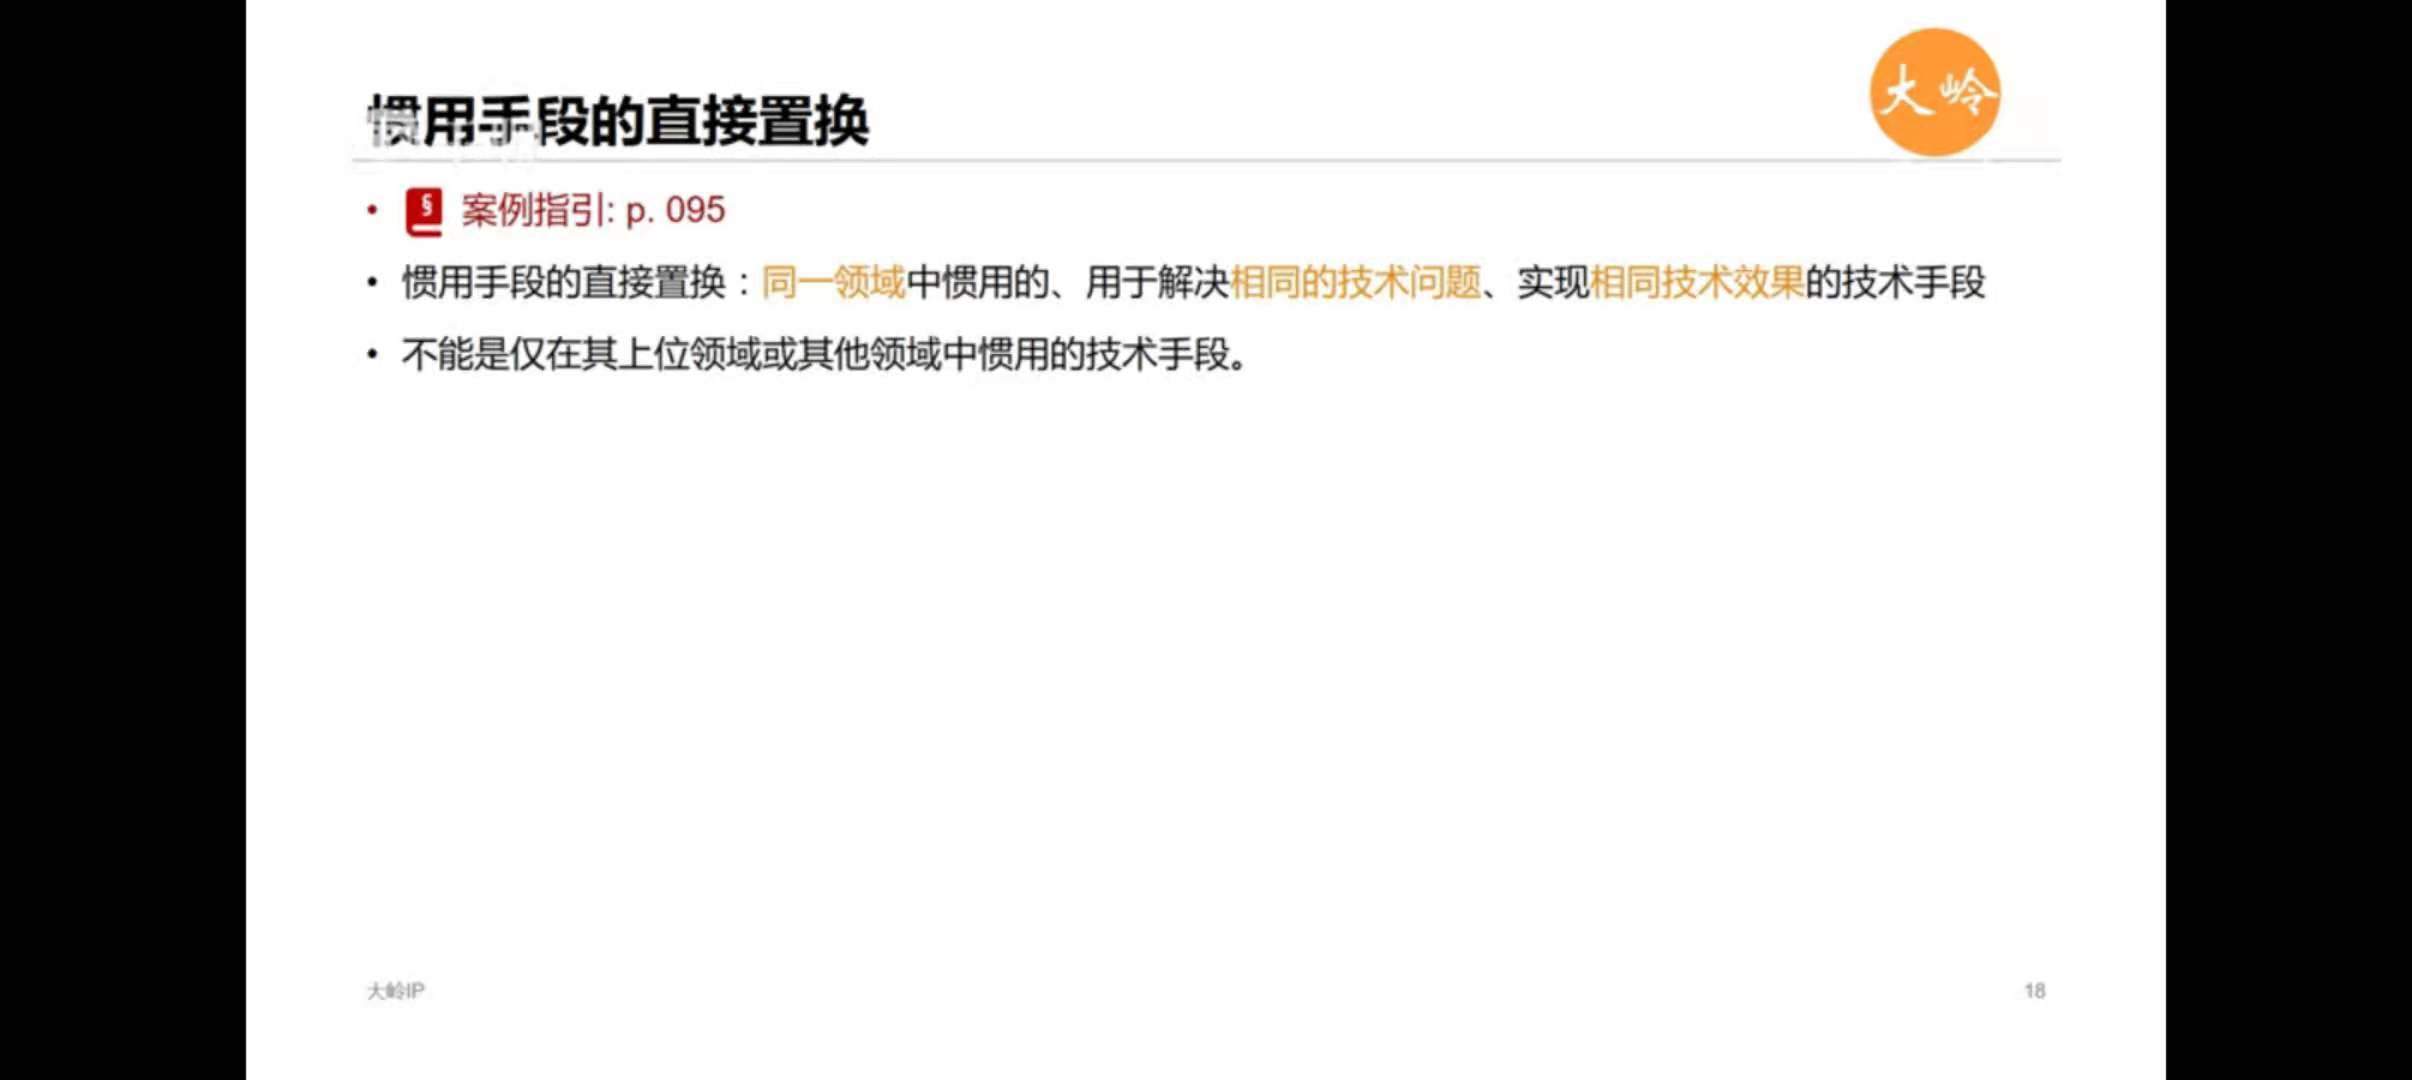 大岭
惯用手段的直接置换
• § 案例指引: p. 095
• 惯用手段的直接置换：同一领域中惯用的、用于解决相同的技术问题、实现相同技术效果的技术手段
• 不能是仅在其上位领域或其他领域中惯用的技术手段。
大岭IP
18